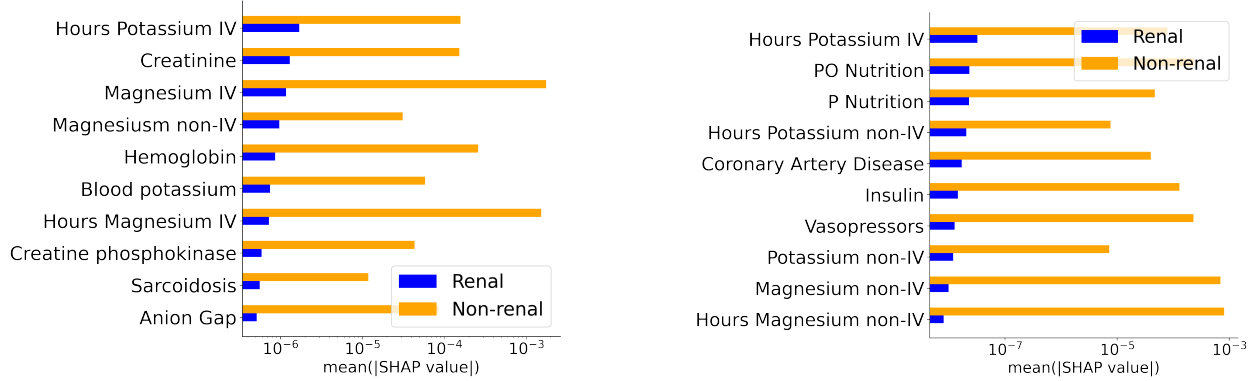 Hours Potassium IV
Creatinine
Magnesium IV
Magnesiusm non-IV
Hemoglobin
Blood potassium
Hours Magnesium IV
Creatine phosphokinase
Sarcoidosis
Anion Gap
Renal
Non-renal
10⁻⁶ 10⁻⁵ 10⁻⁴ 10⁻³
mean(|SHAP value|)
Hours Potassium IV
PO Nutrition
P Nutrition
Hours Potassium non-IV
Coronary Artery Disease
Insulin
Vasopressors
Potassium non-IV
Magnesium non-IV
Hours Magnesium non-IV
Renal
Non-renal
10⁻⁷ 10⁻⁵ 10⁻³
mean(|SHAP value|)